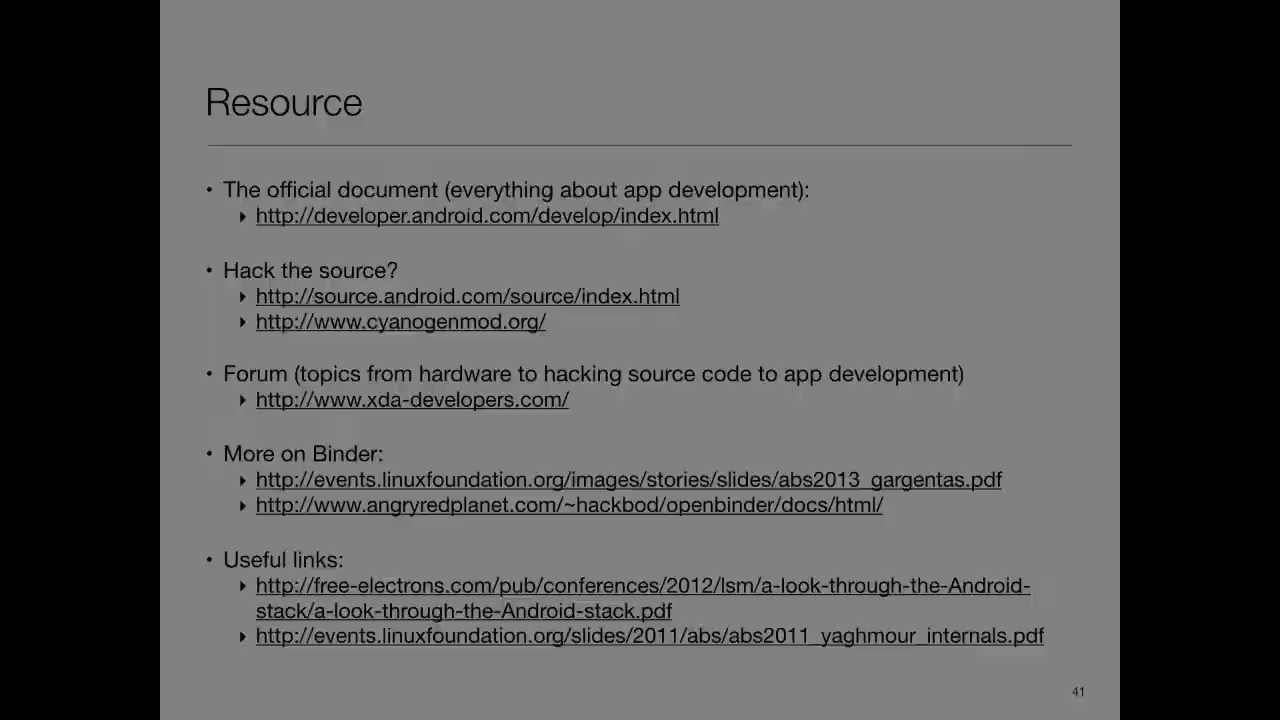 Resource
• The official document (everything about app development):
‣ http://developer.android.com/develop/index.html
• Hack the source?
‣ http://source.android.com/source/index.html
‣ http://www.cyanogenmod.org/
• Forum (topics from hardware to hacking source code to app development)
‣ http://www.xda-developers.com/
• More on Binder:
‣ http://events.linuxfoundation.org/images/stories/slides/abs2013_gargentas.pdf
‣ http://www.angryredplanet.com/~hackbod/openbinder/docs/html/
• Useful links:
‣ http://free-electrons.com/pub/conferences/2012/lsm/a-look-through-the-Android-
stack/a-look-through-the-Android-stack.pdf
‣ http://events.linuxfoundation.org/slides/2011/abs/abs2011_yaghmour_internals.pdf
41